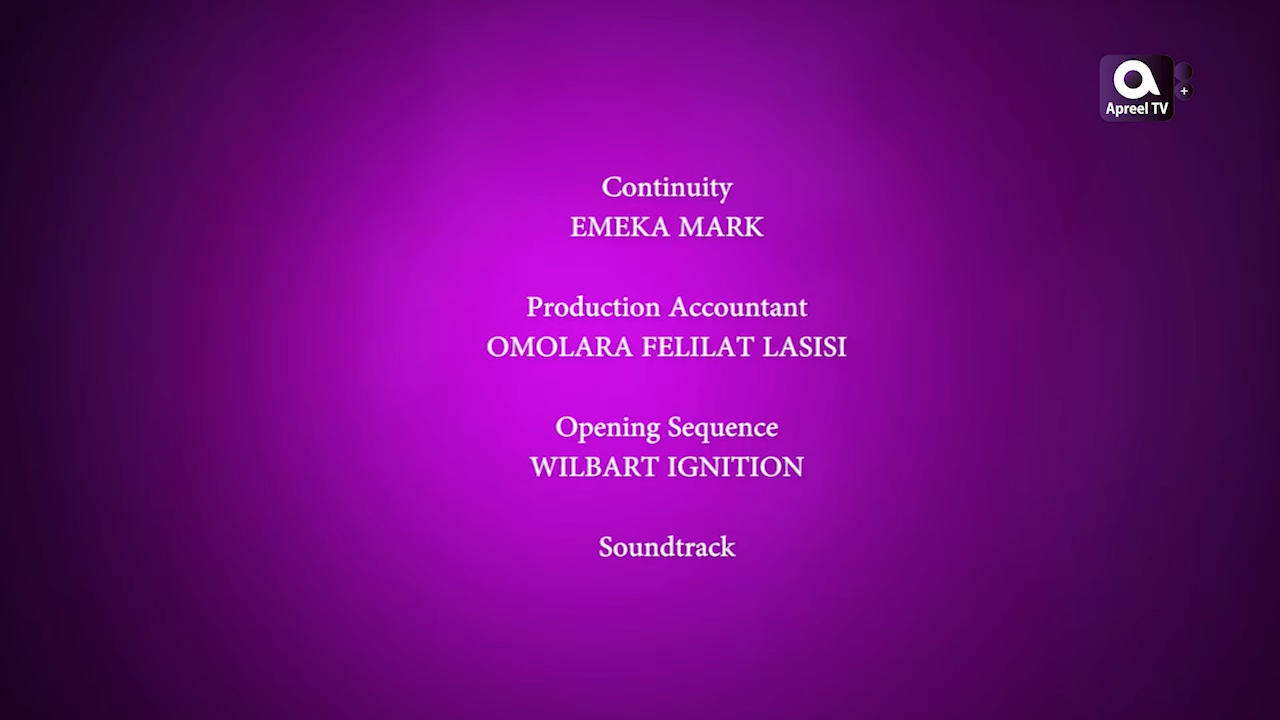 Apreel TV
+
Continuity
EMEKA MARK
Production Accountant
OMOLARA FELILAT LASISI
Opening Sequence
WILBART IGNITION
Soundtrack